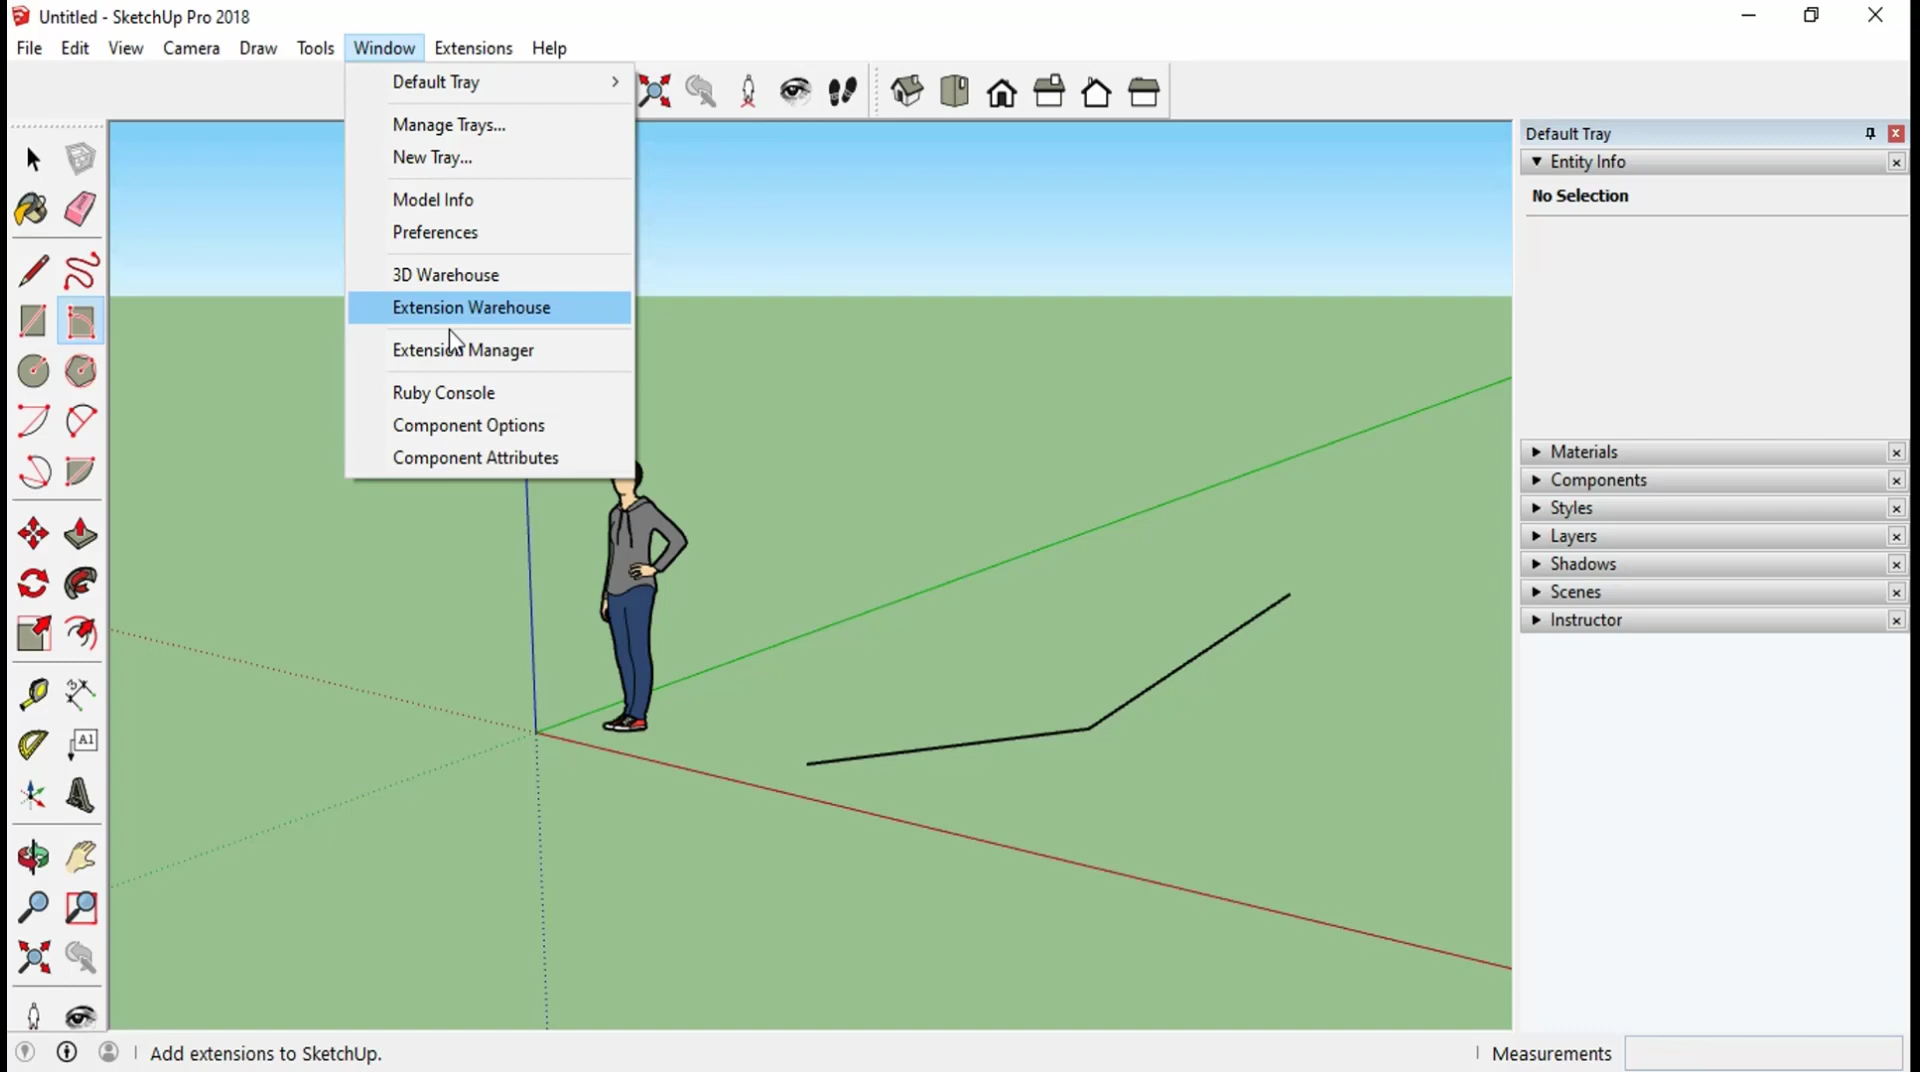 Untitled - SketchUp Pro 2018
File Edit View Camera Draw Tools Window Extensions Help
Default Tray
Manage Trays...
New Tray...
Model Info
Preferences
3D Warehouse
Extension Warehouse
Extension Manager
Ruby Console
Component Options
Component Attributes
A1
Default Tray
Entity Info
No Selection
Materials
Components
Styles
Layers
Shadows
Scenes
Instructor
Add extensions to SketchUp.
Measurements